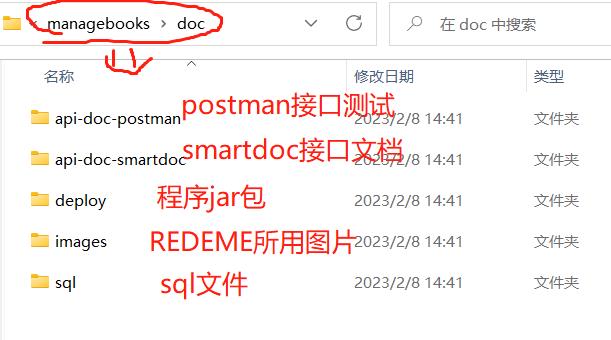 managebooks > doc
在 doc 中搜索
名称 修改日期 类型
api-doc-postman postman接口测试 2023/2/8 14:41 文件夹
api-doc-smartdoc smartdoc接口文档 2023/2/8 14:41 文件夹
deploy 程序jar包 2023/2/8 14:41 文件夹
images REDEME所用图片 2023/2/8 14:41 文件夹
sql sql文件 2023/2/8 14:41 文件夹